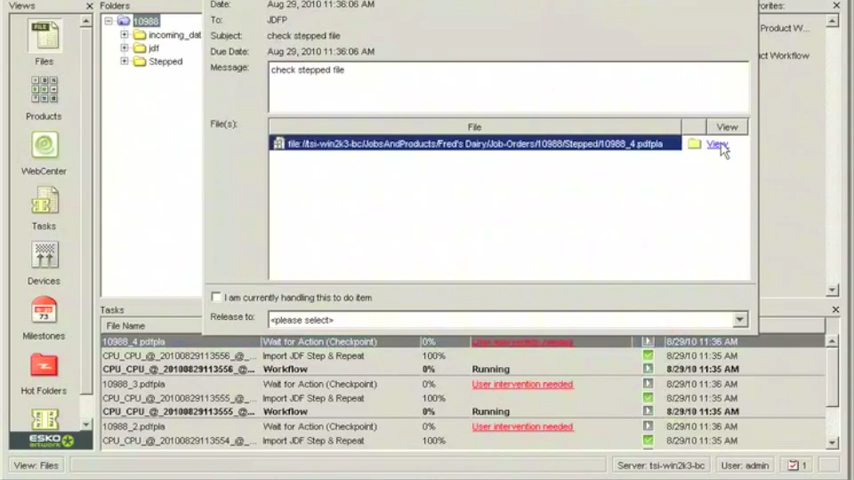 Views
Files
Products
WebCenter
Tasks
Devices
73
Milestones
Hot Folders
ESKO
artwork
Folders
10988
incoming_dat
jdf
Stepped
Date: Aug 29, 2010 11:36:06 AM
To: JDFP
Subject: check stepped file
Due Date: Aug 29, 2010 11:36:06 AM
Message: check stepped file
File(s): File View
file://tsi-win2k3-bc/JobsAndProducts/Fred's Dairy/Job-Orders/10988/Stepped/10988_4.pdfpla View
I am currently handling this to do item
Release to: <please select>
Product W...
Workflow
Tasks
File Name
10988_4.pdfpla Wait for Action (Checkpoint) 0% User intervention needed 8/29/10 11:36 AM
CPU_CPU_@_20100829113556_@_... Import JDF Step & Repeat 100% 8/29/10 11:36 AM
CPU_CPU_@_20100829113556_@_... Workflow 0% Running 8/29/10 11:36 AM
10988_3.pdfpla Wait for Action (Checkpoint) 0% User intervention needed 8/29/10 11:35 AM
CPU_CPU_@_20100829113555_@_... Import JDF Step & Repeat 100% 8/29/10 11:35 AM
CPU_CPU_@_20100829113555_@_... Workflow 0% Running 8/29/10 11:35 AM
10988_2.pdfpla Wait for Action (Checkpoint) 0% User intervention needed 8/29/10 11:35 AM
CPU_CPU_@_20100829113554_@_... Import JDF Step & Repeat 100% 8/29/10 11:35 AM
View: Files
Server: tsi-win2k3-bc
User: admin
1